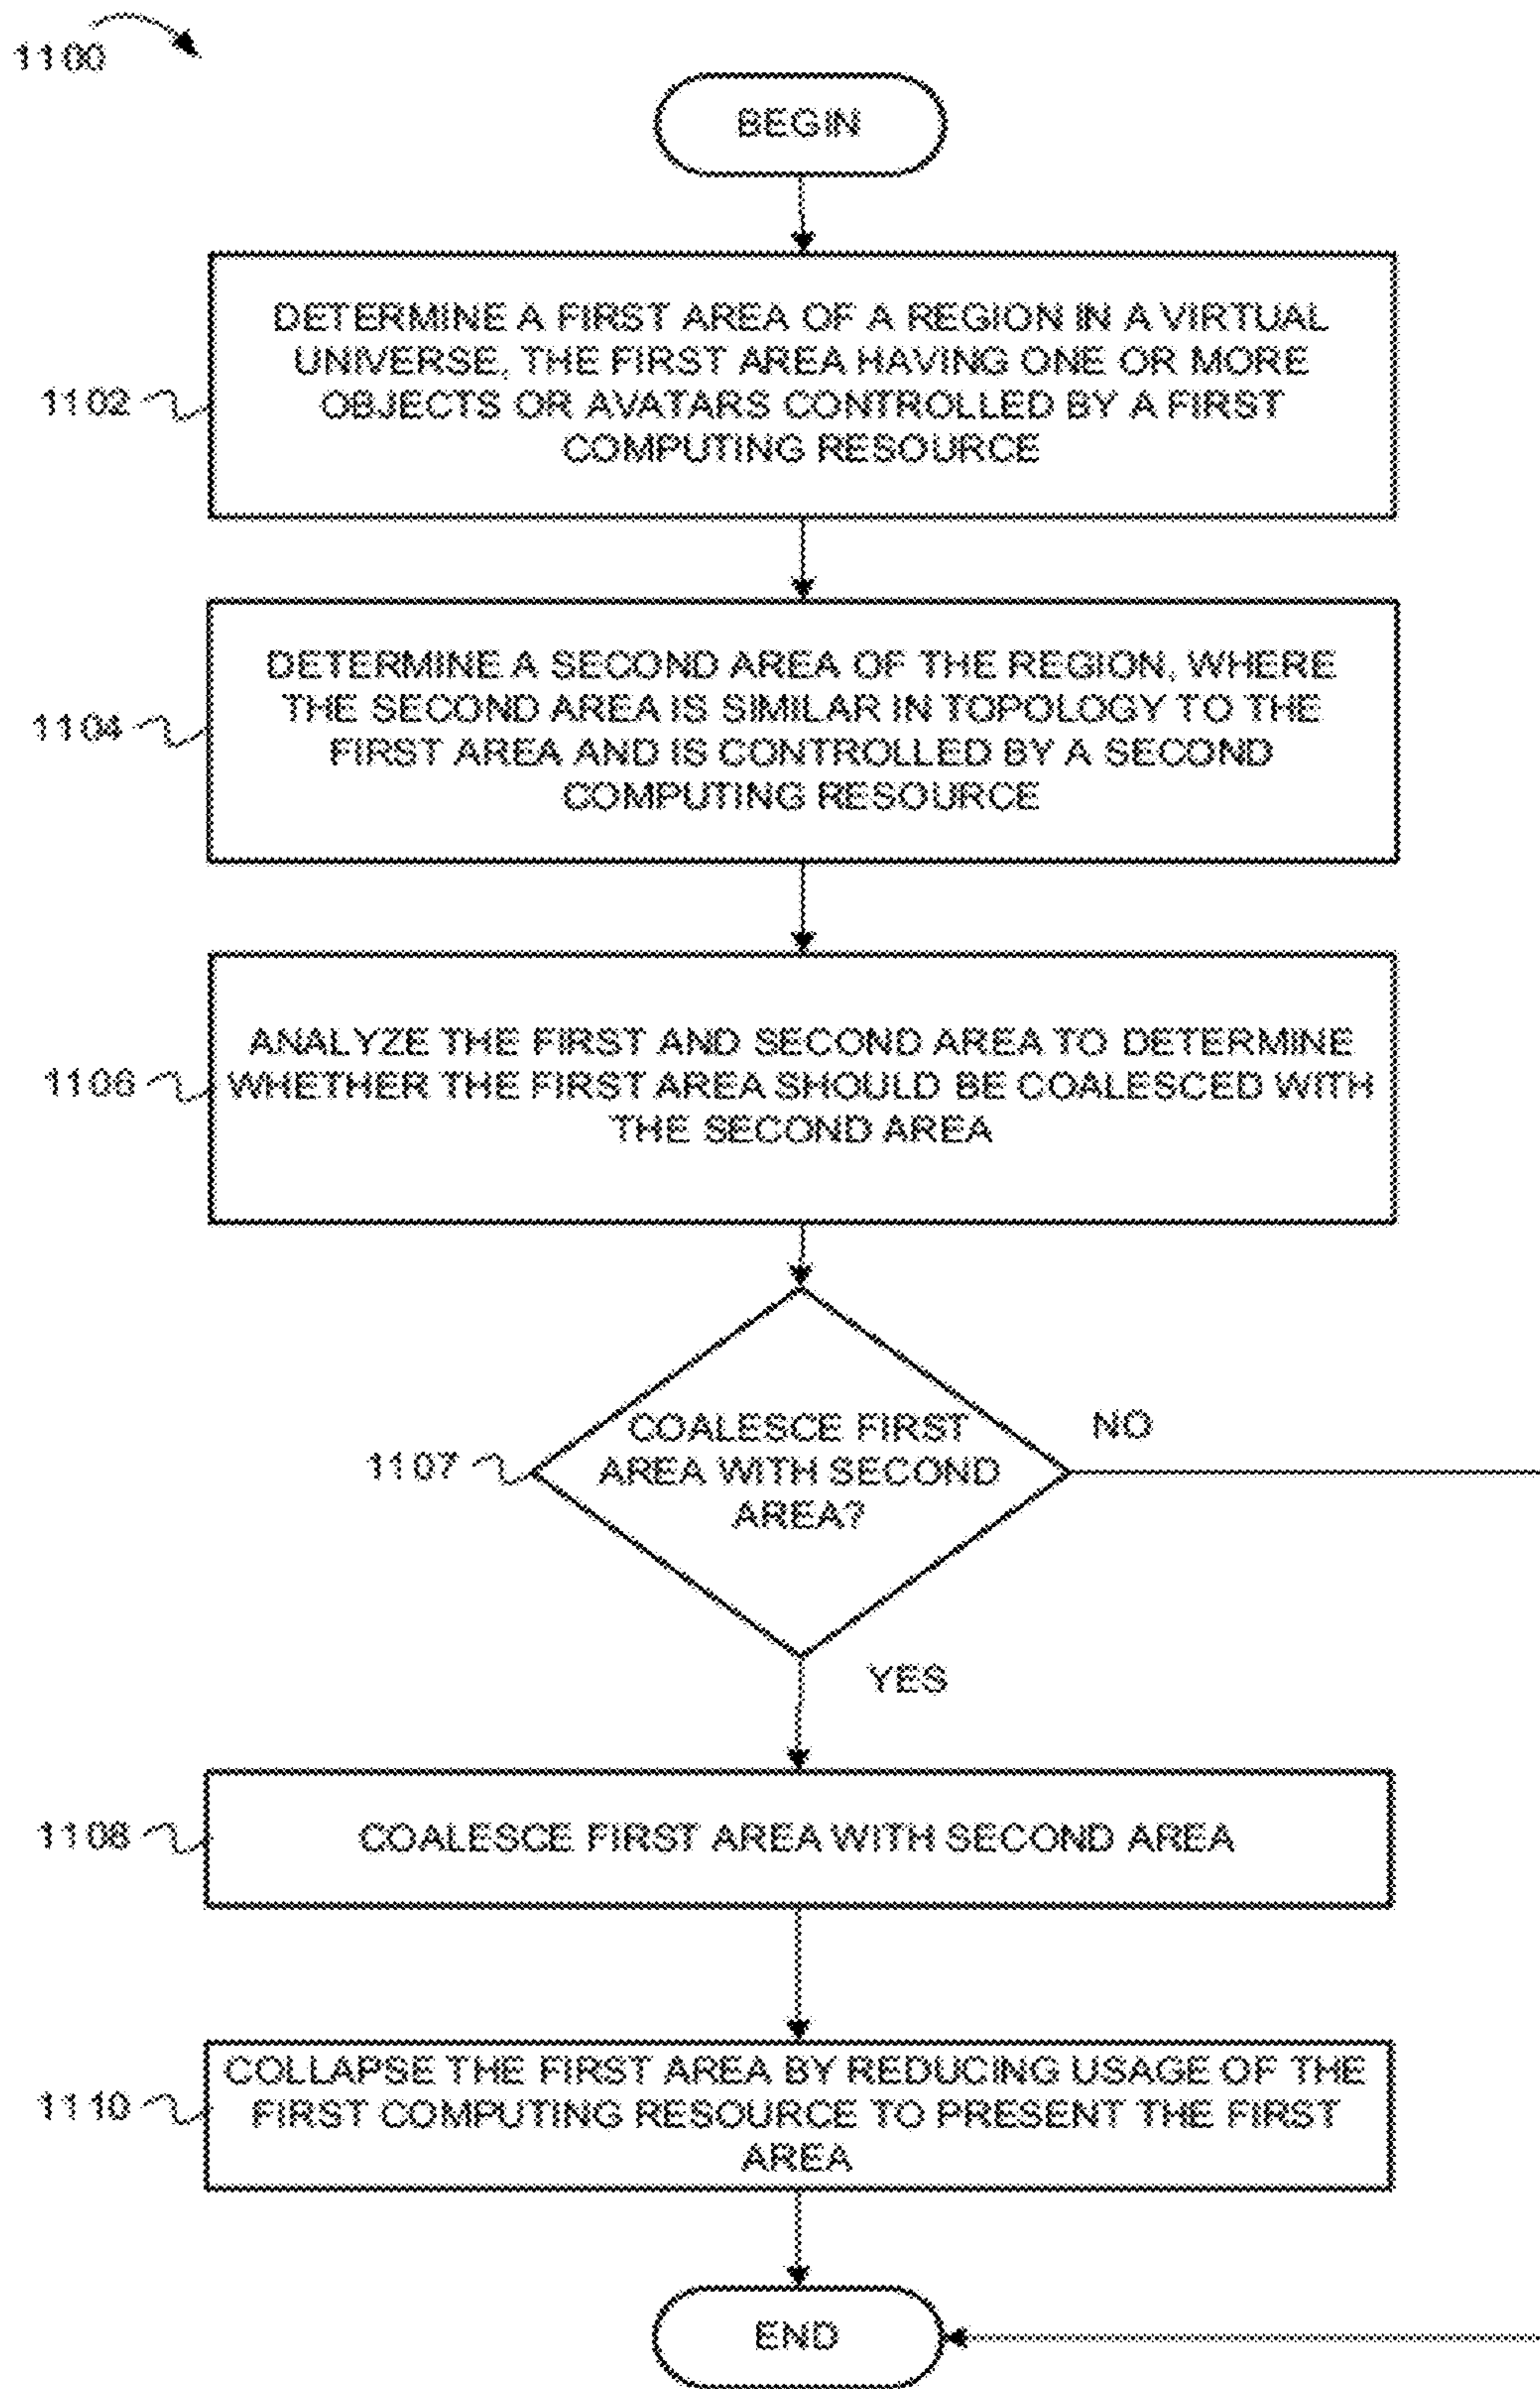 1100
BEGIN
DETERMINE A FIRST AREA OF A REGION IN A VIRTUAL
UNIVERSE, THE FIRST AREA HAVING ONE OR MORE
OBJECTS OR AVATARS CONTROLLED BY A FIRST
COMPUTING RESOURCE
1102
DETERMINE A SECOND AREA OF THE REGION, WHERE
THE SECOND AREA IS SIMILAR IN TOPOLOGY TO THE
FIRST AREA AND IS CONTROLLED BY A SECOND
COMPUTING RESOURCE
1104
ANALYZE THE FIRST AND SECOND AREA TO DETERMINE
WHETHER THE FIRST AREA SHOULD BE COALESCED WITH
THE SECOND AREA
1106
COALESCE FIRST
AREA WITH SECOND
AREA?
1107
NO
YES
COALESCE FIRST AREA WITH SECOND AREA
1108
COLLAPSE THE FIRST AREA BY REDUCING USAGE OF THE
FIRST COMPUTING RESOURCE TO PRESENT THE FIRST
AREA
1110
END